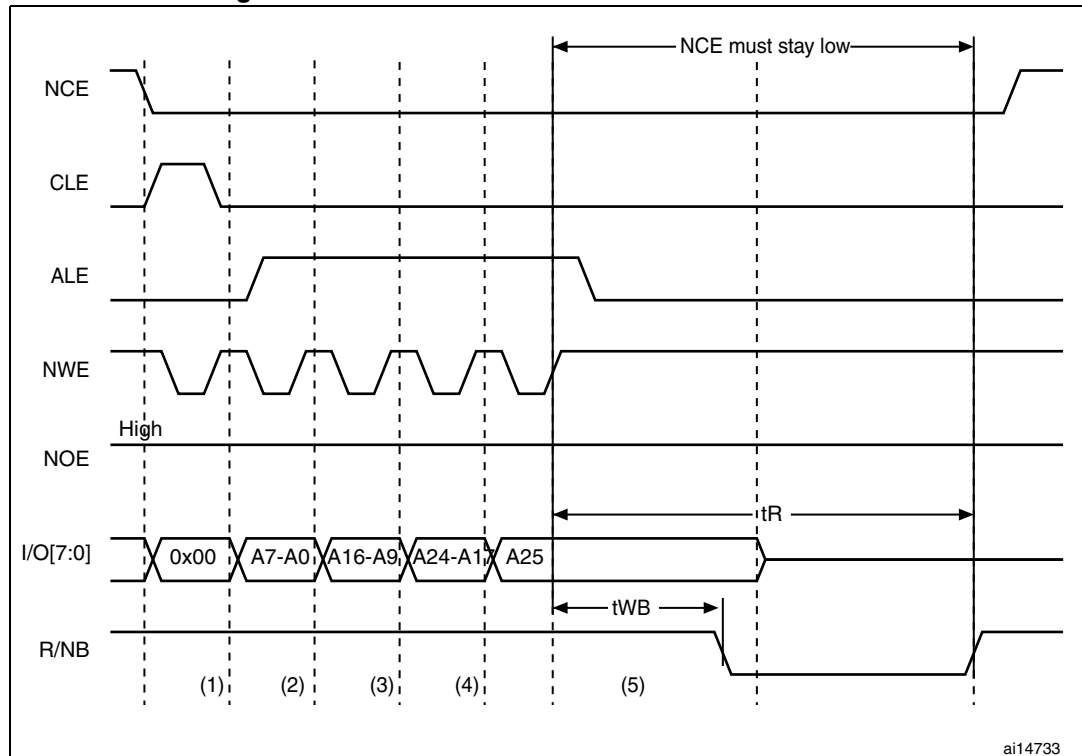 NCE must stay low
NCE
CLE
ALE
NWE
High
NOE
tR
I/O[7:0]
0x00
A7-A0
A16-A9
A24-A17
A25
tWB
R/NB
(1)
(2)
(3)
(4)
(5)
ai14733